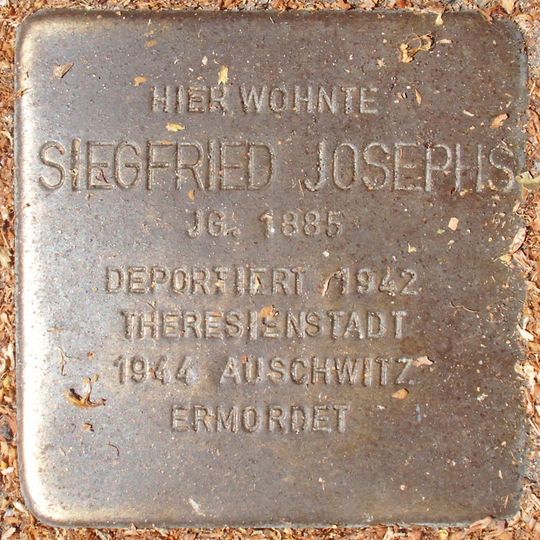 HIER WOHNTE
SIEGFRIED JOSEPHS
JG. 1885
DEPORTIERT 1942
THERESIENSTADT
1944 AUSCHWITZ
ERMORDET